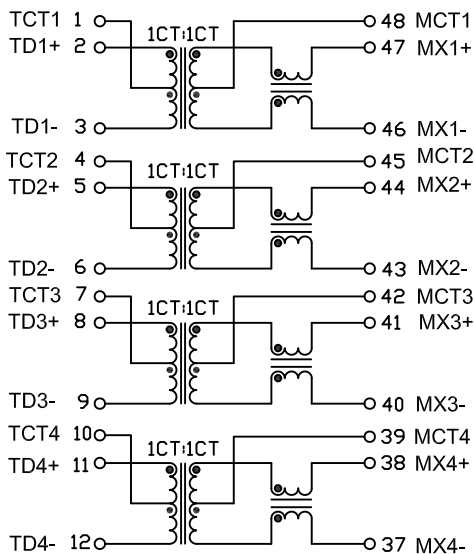 TCT1 1 48 MCT1
1CT:1CT
TD1+ 2 47 MX1+
TD1- 3 46 MX1-
TCT2 4 45 MCT2
1CT:1CT
TD2+ 5 44 MX2+
TD2- 6 43 MX2-
TCT3 7 42 MCT3
1CT:1CT
TD3+ 8 41 MX3+
TD3- 9 40 MX3-
TCT4 10 39 MCT4
1CT:1CT
TD4+ 11 38 MX4+
TD4- 12 37 MX4-